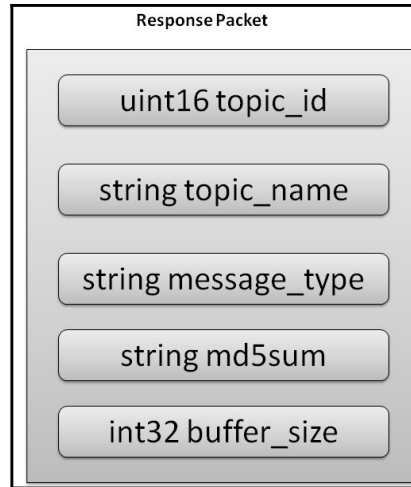 Response Packet
uint16 topic_id
string topic_name
string message_type
string md5sum
int32 buffer_size